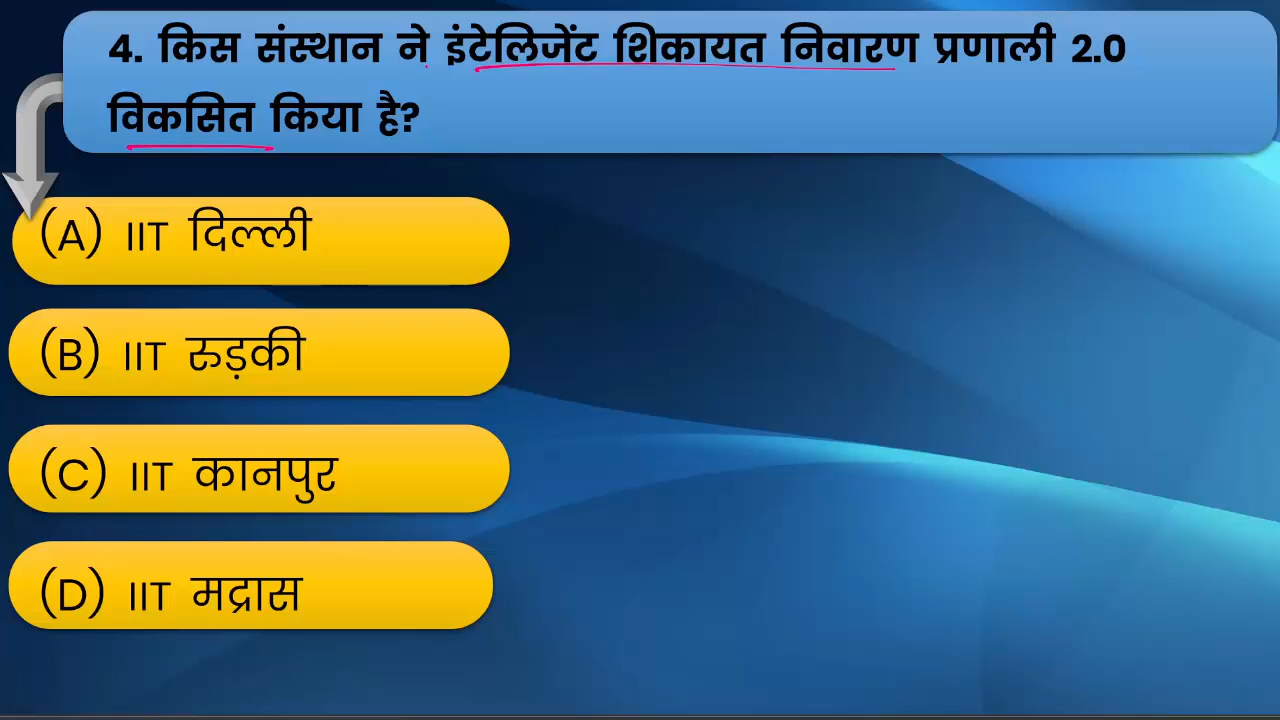 4. किस संस्थान ने इंटेलिजेंट शिकायत निवारण प्रणाली 2.0
विकसित किया है?
(A) IIT दिल्ली
(B) IIT रुड़की
(C) IIT कानपुर
(D) IIT मद्रास